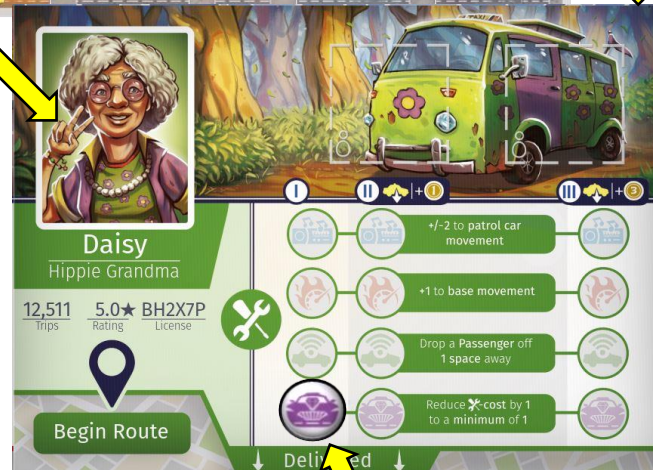 I
II
+1
III
+3
Daisy
Hippie Grandma
12,511 5.0★ BH2X7P
Trips Rating License
Begin Route
+/-2 to patrol car
movement
+1 to base movement
Drop a Passenger off
1 space away
Reduce -cost by 1
to a minimum of 1